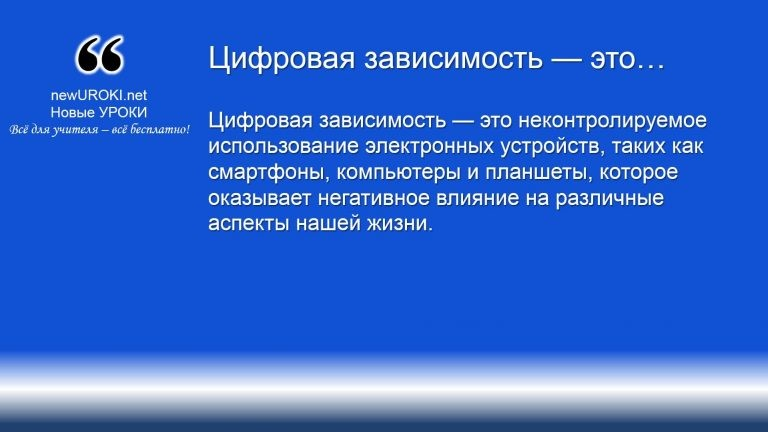 “
newUROKI.net
Новые УРОКИ
Всё для учителя – всё бесплатно!
Цифровая зависимость — это…
Цифровая зависимость — это неконтролируемое
использование электронных устройств, таких как
смартфоны, компьютеры и планшеты, которое
оказывает негативное влияние на различные
аспекты нашей жизни.